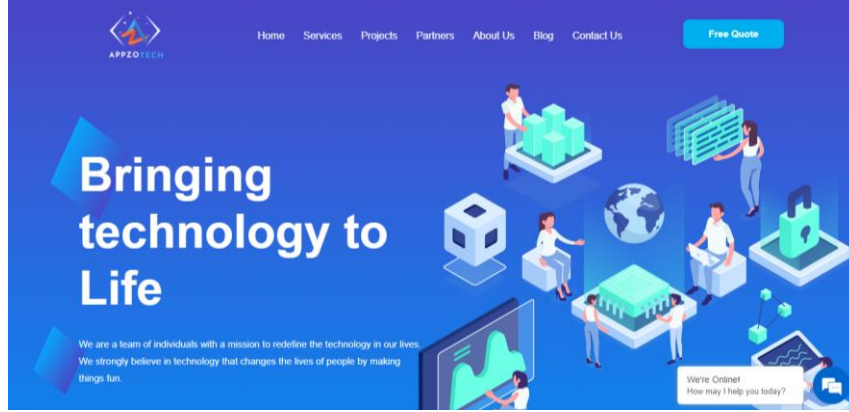 APPZOTECH
Home Services Projects Partners About Us Blog Contact Us
Free Quote
Bringing
technology to
Life
We are a team of individuals with a mission to redefine the technology in our lives.
We strongly believe in technology that changes the lives of people by making
things fun.
We're Online!
How may I help you today?